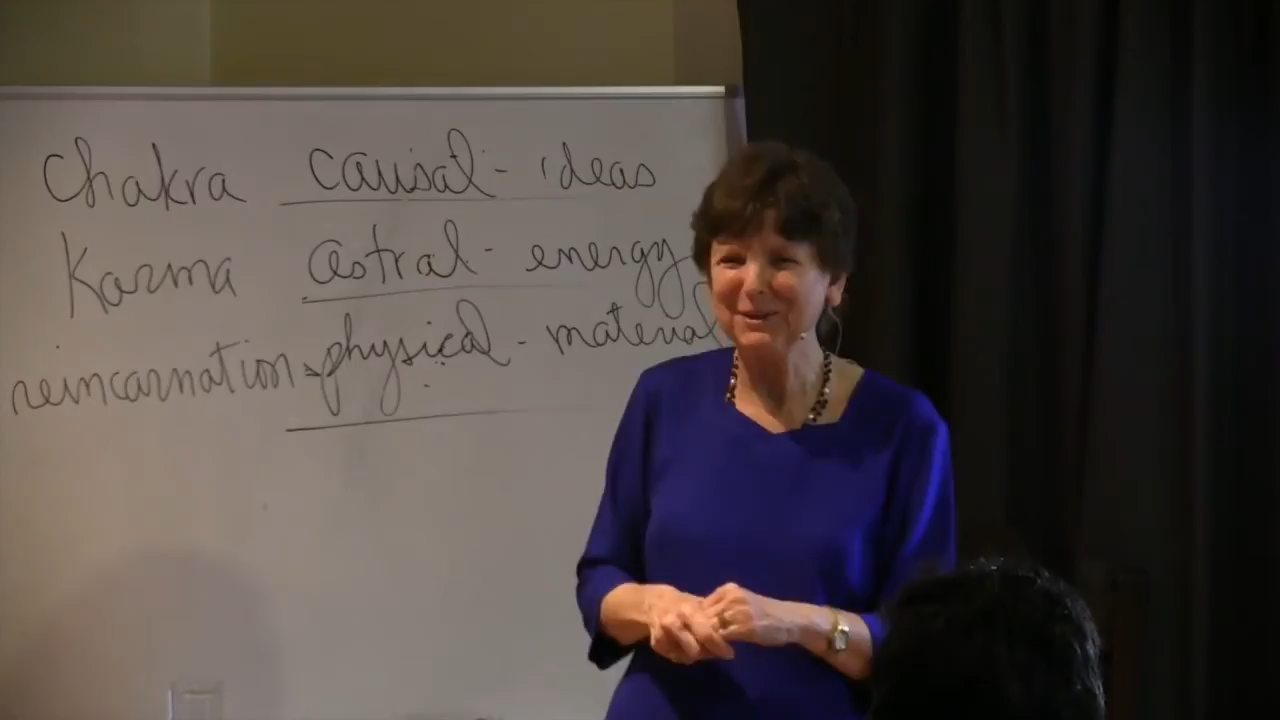 Chakra causal - ideas
Karma astral - energy
reincarnation physical - material